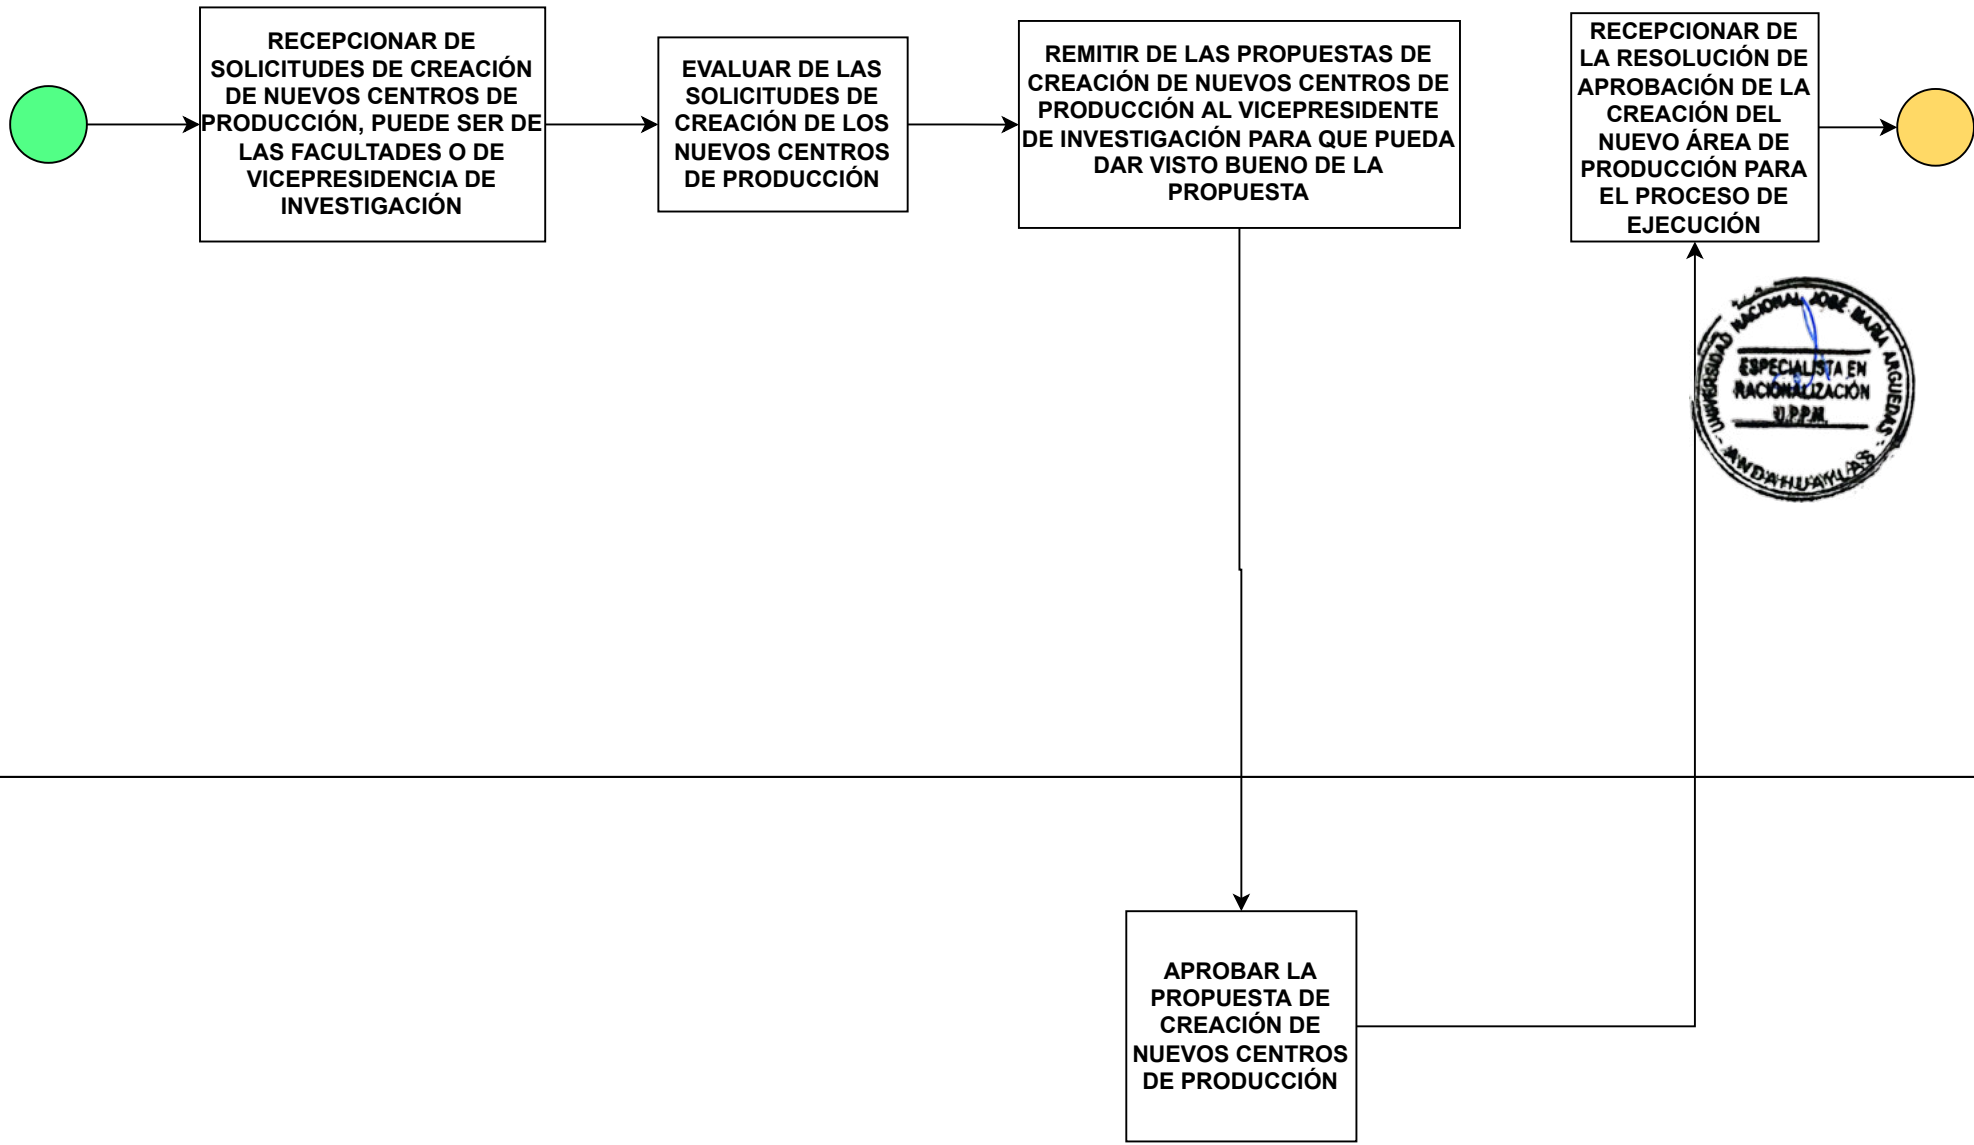 RECEPCIONAR DE
SOLICITUDES DE CREACIÓN
DE NUEVOS CENTROS DE
PRODUCCIÓN, PUEDE SER DE
LAS FACULTADES O DE
VICEPRESIDENCIA DE
INVESTIGACIÓN
EVALUAR DE LAS
SOLICITUDES DE
CREACIÓN DE LOS
NUEVOS CENTROS
DE PRODUCCIÓN
REMITIR DE LAS PROPUESTAS DE
CREACIÓN DE NUEVOS CENTROS DE
PRODUCCIÓN AL VICEPRESIDENTE
DE INVESTIGACIÓN PARA QUE PUEDA
DAR VISTO BUENO DE LA
PROPUESTA
RECEPCIONAR DE
LA RESOLUCIÓN DE
APROBACIÓN DE LA
CREACIÓN DEL
NUEVO ÁREA DE
PRODUCCIÓN PARA
EL PROCESO DE
EJECUCIÓN
UNIVERSIDAD NACIONAL JOSÉ MARÍA ARGUEDAS
ESPECIALISTA EN
RACIONALIZACIÓN
U.P.P.M.
- ANDAHUAYLAS -
APROBAR LA
PROPUESTA DE
CREACIÓN DE
NUEVOS CENTROS
DE PRODUCCIÓN